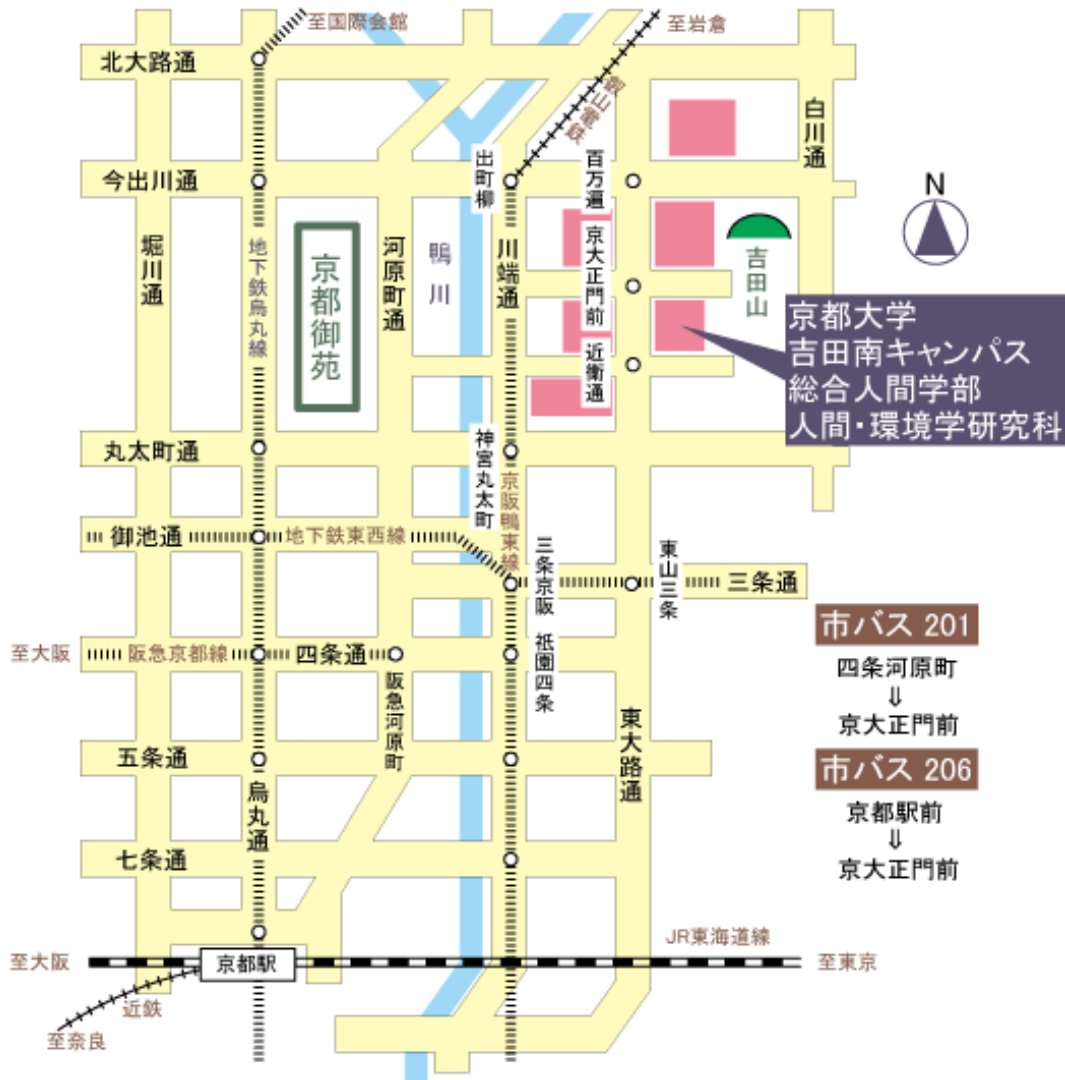 至国際会館
至岩倉
北大路通
叡山電鉄
白川通
出町柳
百万遍
今出川通
N
堀川通
地下鉄烏丸線
京都御苑
河原町通
鴨川
川端通
京大正門前
吉田山
京都大学
吉田南キャンパス
総合人間学部
人間・環境学研究科
近衛通
丸太町通
神宮丸太町
京阪鴨東線
御池通
地下鉄東西線
三条京阪
東山三条
三条通
市バス 201
四条河原町
⇓
京大正門前
至大阪
阪急京都線
四条通
阪急河原町
祇園四条
東大路通
五条通
市バス 206
京都駅前
⇓
京大正門前
烏丸通
七条通
JR東海道線
至大阪
京都駅
至東京
近鉄
至奈良